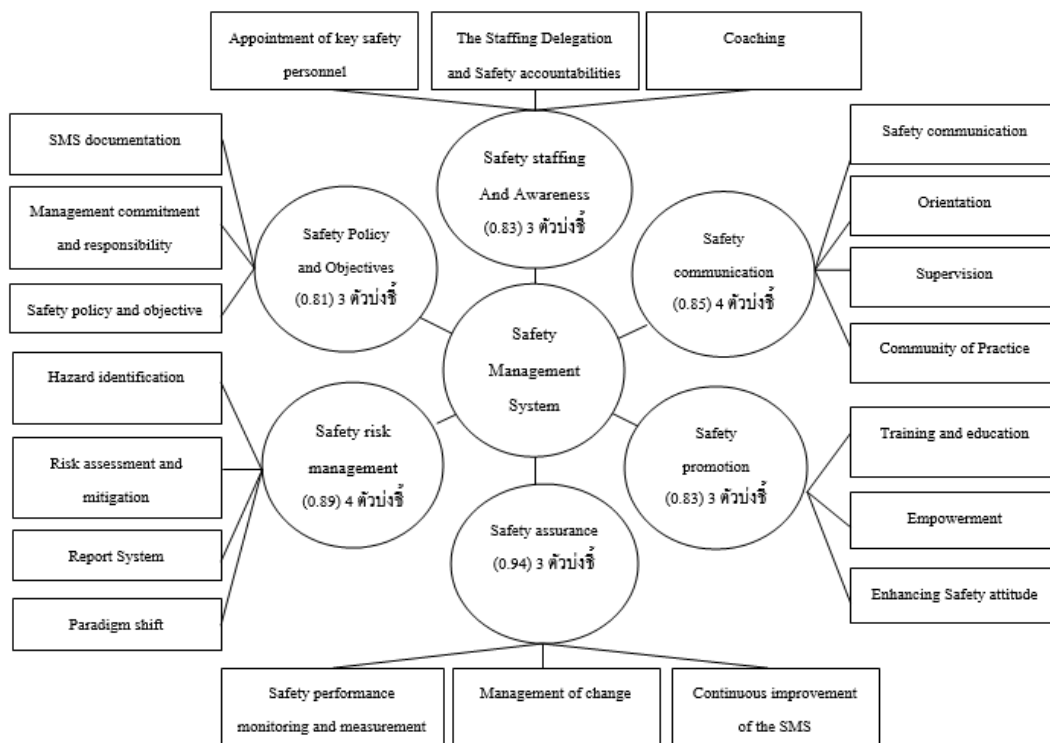 Appointment of key safety
personnel
The Staffing Delegation
and Safety accountabilities
Coaching
SMS documentation
Management commitment
and responsibility
Safety policy and objective
Hazard identification
Risk assessment and
mitigation
Report System
Paradigm shift
Safety Policy
and Objectives
(0.81) 3 ตัวบ่งชี้
Safety staffing
And Awareness
(0.83) 3 ตัวบ่งชี้
Safety
communication
(0.85) 4 ตัวบ่งชี้
Safety
Management
System
Safety risk
management
(0.89) 4 ตัวบ่งชี้
Safety assurance
(0.94) 3 ตัวบ่งชี้
Safety
promotion
(0.83) 3 ตัวบ่งชี้
Safety communication
Orientation
Supervision
Community of Practice
Training and education
Empowerment
Enhancing Safety attitude
Safety performance
monitoring and measurement
Management of change
Continuous improvement
of the SMS